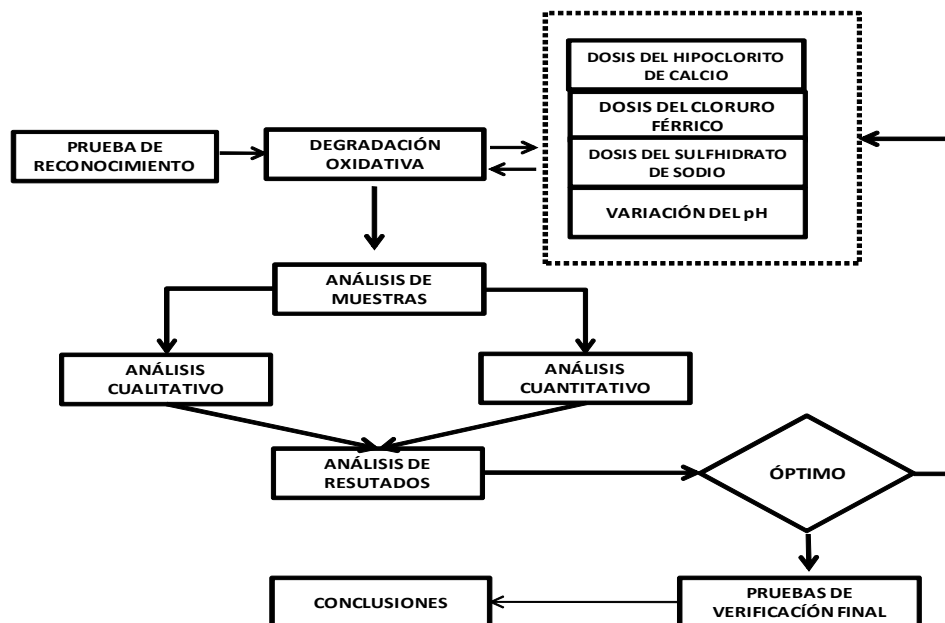 DOSIS DEL HIPOCLORITO
DE CALCIO
DOSIS DEL CLORURO
FÉRRICO
DOSIS DEL SULFHIDRATO
DE SODIO
VARIACIÓN DEL pH
PRUEBA DE
RECONOCIMIENTO
DEGRADACIÓN
OXIDATIVA
ANÁLISIS DE
MUESTRAS
ANÁLISIS
CUALITATIVO
ANÁLISIS
CUANTITATIVO
ANÁLISIS DE
RESUTADOS
ÓPTIMO
CONCLUSIONES
PRUEBAS DE
VERIFICACÍÓN FINAL